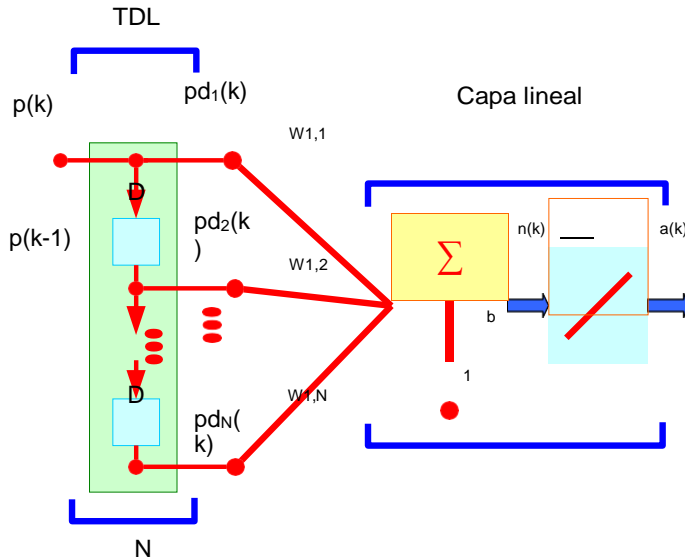 TDL
p(k)
pd1(k)
Capa lineal
W1,1
D
p(k-1)
pd2(k
)
n(k)
a(k)
∑
W1,2
b
1
D
W1,N
pdN(
k)
N